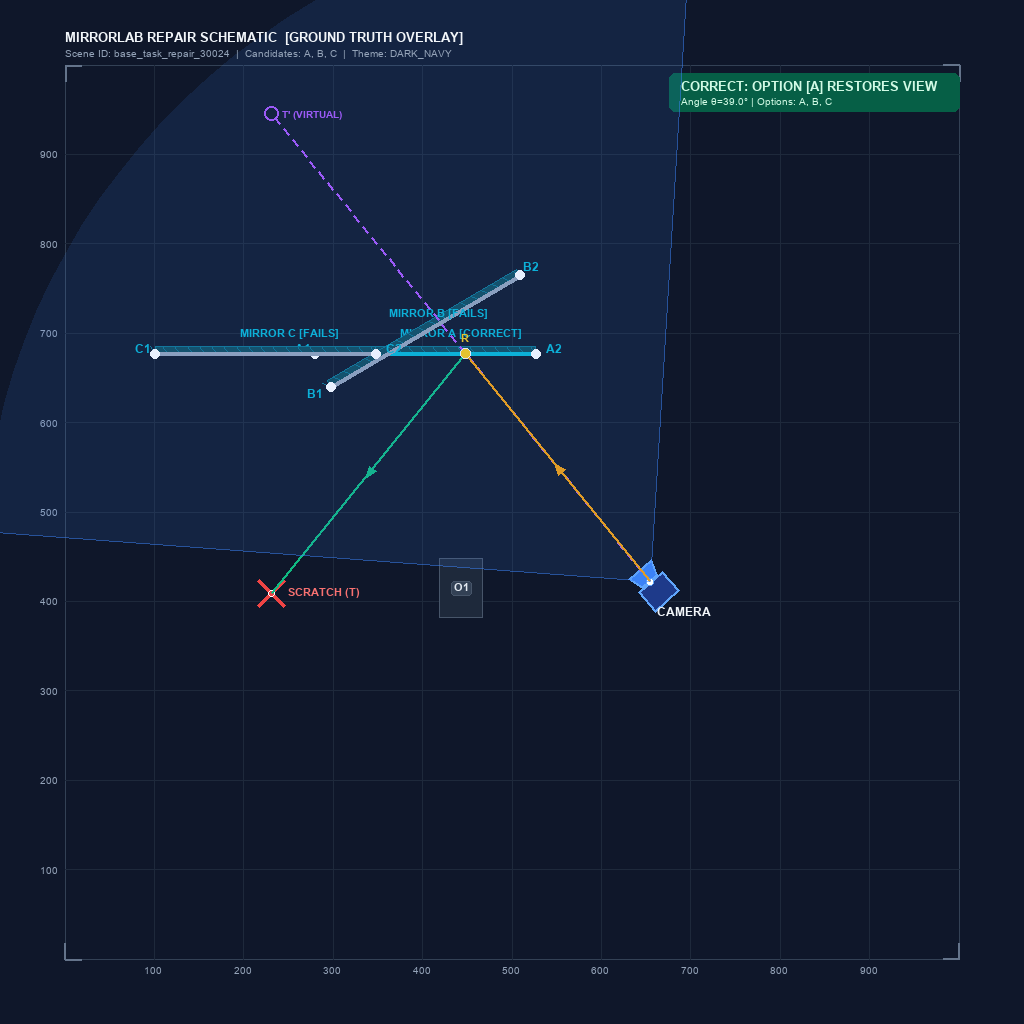 MIRRORLAB REPAIR SCHEMATIC [GROUND TRUTH OVERLAY]
Scene ID: base_task_repair_30024 | Candidates: A, B, C | Theme: DARK_NAVY
CORRECT: OPTION [A] RESTORES VIEW
Angle θ=39.0° | Options: A, B, C
T' (VIRTUAL)
900
800
B2
MIRROR B [FAILS]
700
MIRROR C [FAILS]
MIRROR A [CORRECT]
R
C1
A2
B1
600
500
O1
SCRATCH (T)
400
CAMERA
300
200
100
100 200 300 400 500 600 700 800 900